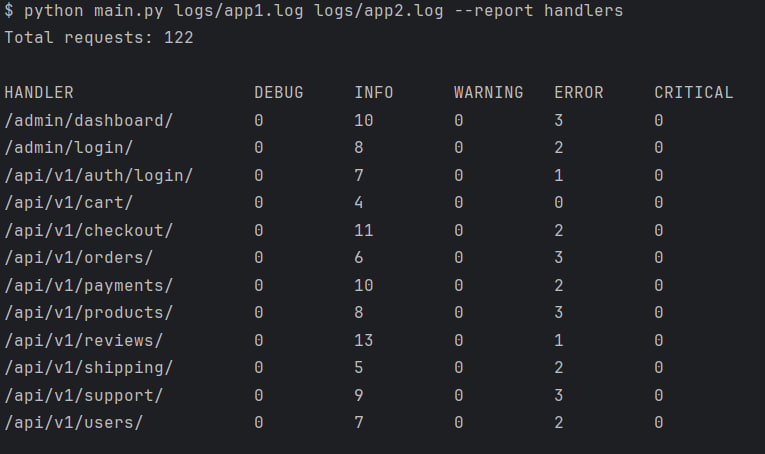 $ python main.py logs/app1.log logs/app2.log --report handlers
Total requests: 122
HANDLER DEBUG INFO WARNING ERROR CRITICAL
/admin/dashboard/ 0 10 0 3 0
/admin/login/ 0 8 0 2 0
/api/v1/auth/login/ 0 7 0 1 0
/api/v1/cart/ 0 4 0 0 0
/api/v1/checkout/ 0 11 0 2 0
/api/v1/orders/ 0 6 0 3 0
/api/v1/payments/ 0 10 0 2 0
/api/v1/products/ 0 8 0 3 0
/api/v1/reviews/ 0 13 0 1 0
/api/v1/shipping/ 0 5 0 2 0
/api/v1/support/ 0 9 0 3 0
/api/v1/users/ 0 7 0 2 0